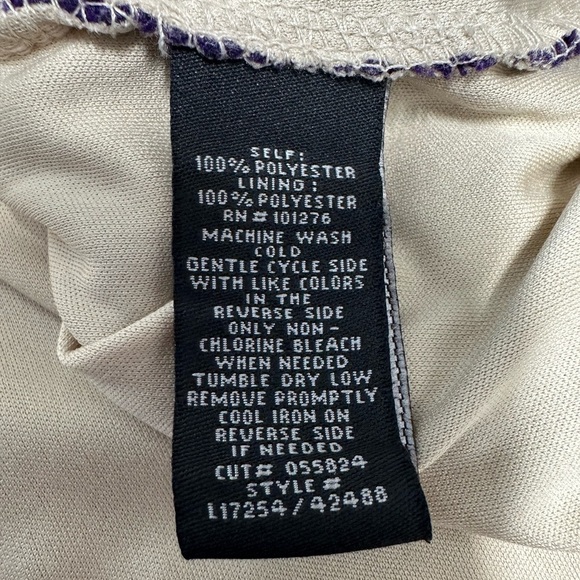 SELF:
100% POLYESTER
LINING:
100% POLYESTER
RN# 101276
MACHINE WASH
COLD
GENTLE CYCLE SIDE
WITH LIKE COLORS
IN THE
REVERSE SIDE
ONLY NON-
CHLORINE BLEACH
WHEN NEEDED
TUMBLE DRY LOW
REMOVE PROMPTLY
COOL IRON ON
REVERSE SIDE
IF NEEDED
CUT# 055824
STYLE#
L17254/42488